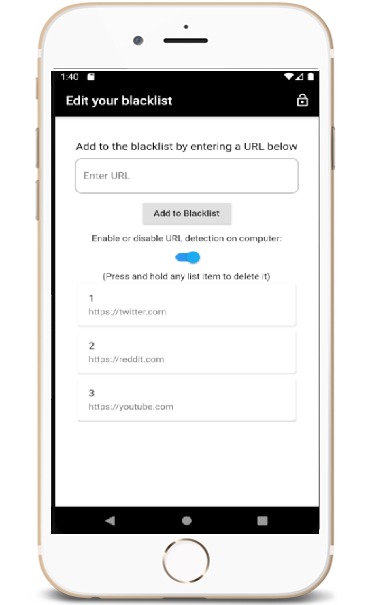 1:40
Edit your blacklist
Add to the blacklist by entering a URL below
Enter URL
Add to Blacklist
Enable or disable URL detection on computer:
(Press and hold any list item to delete it)
1
https://twitter.com
2
https://reddit.com
3
https://youtube.com